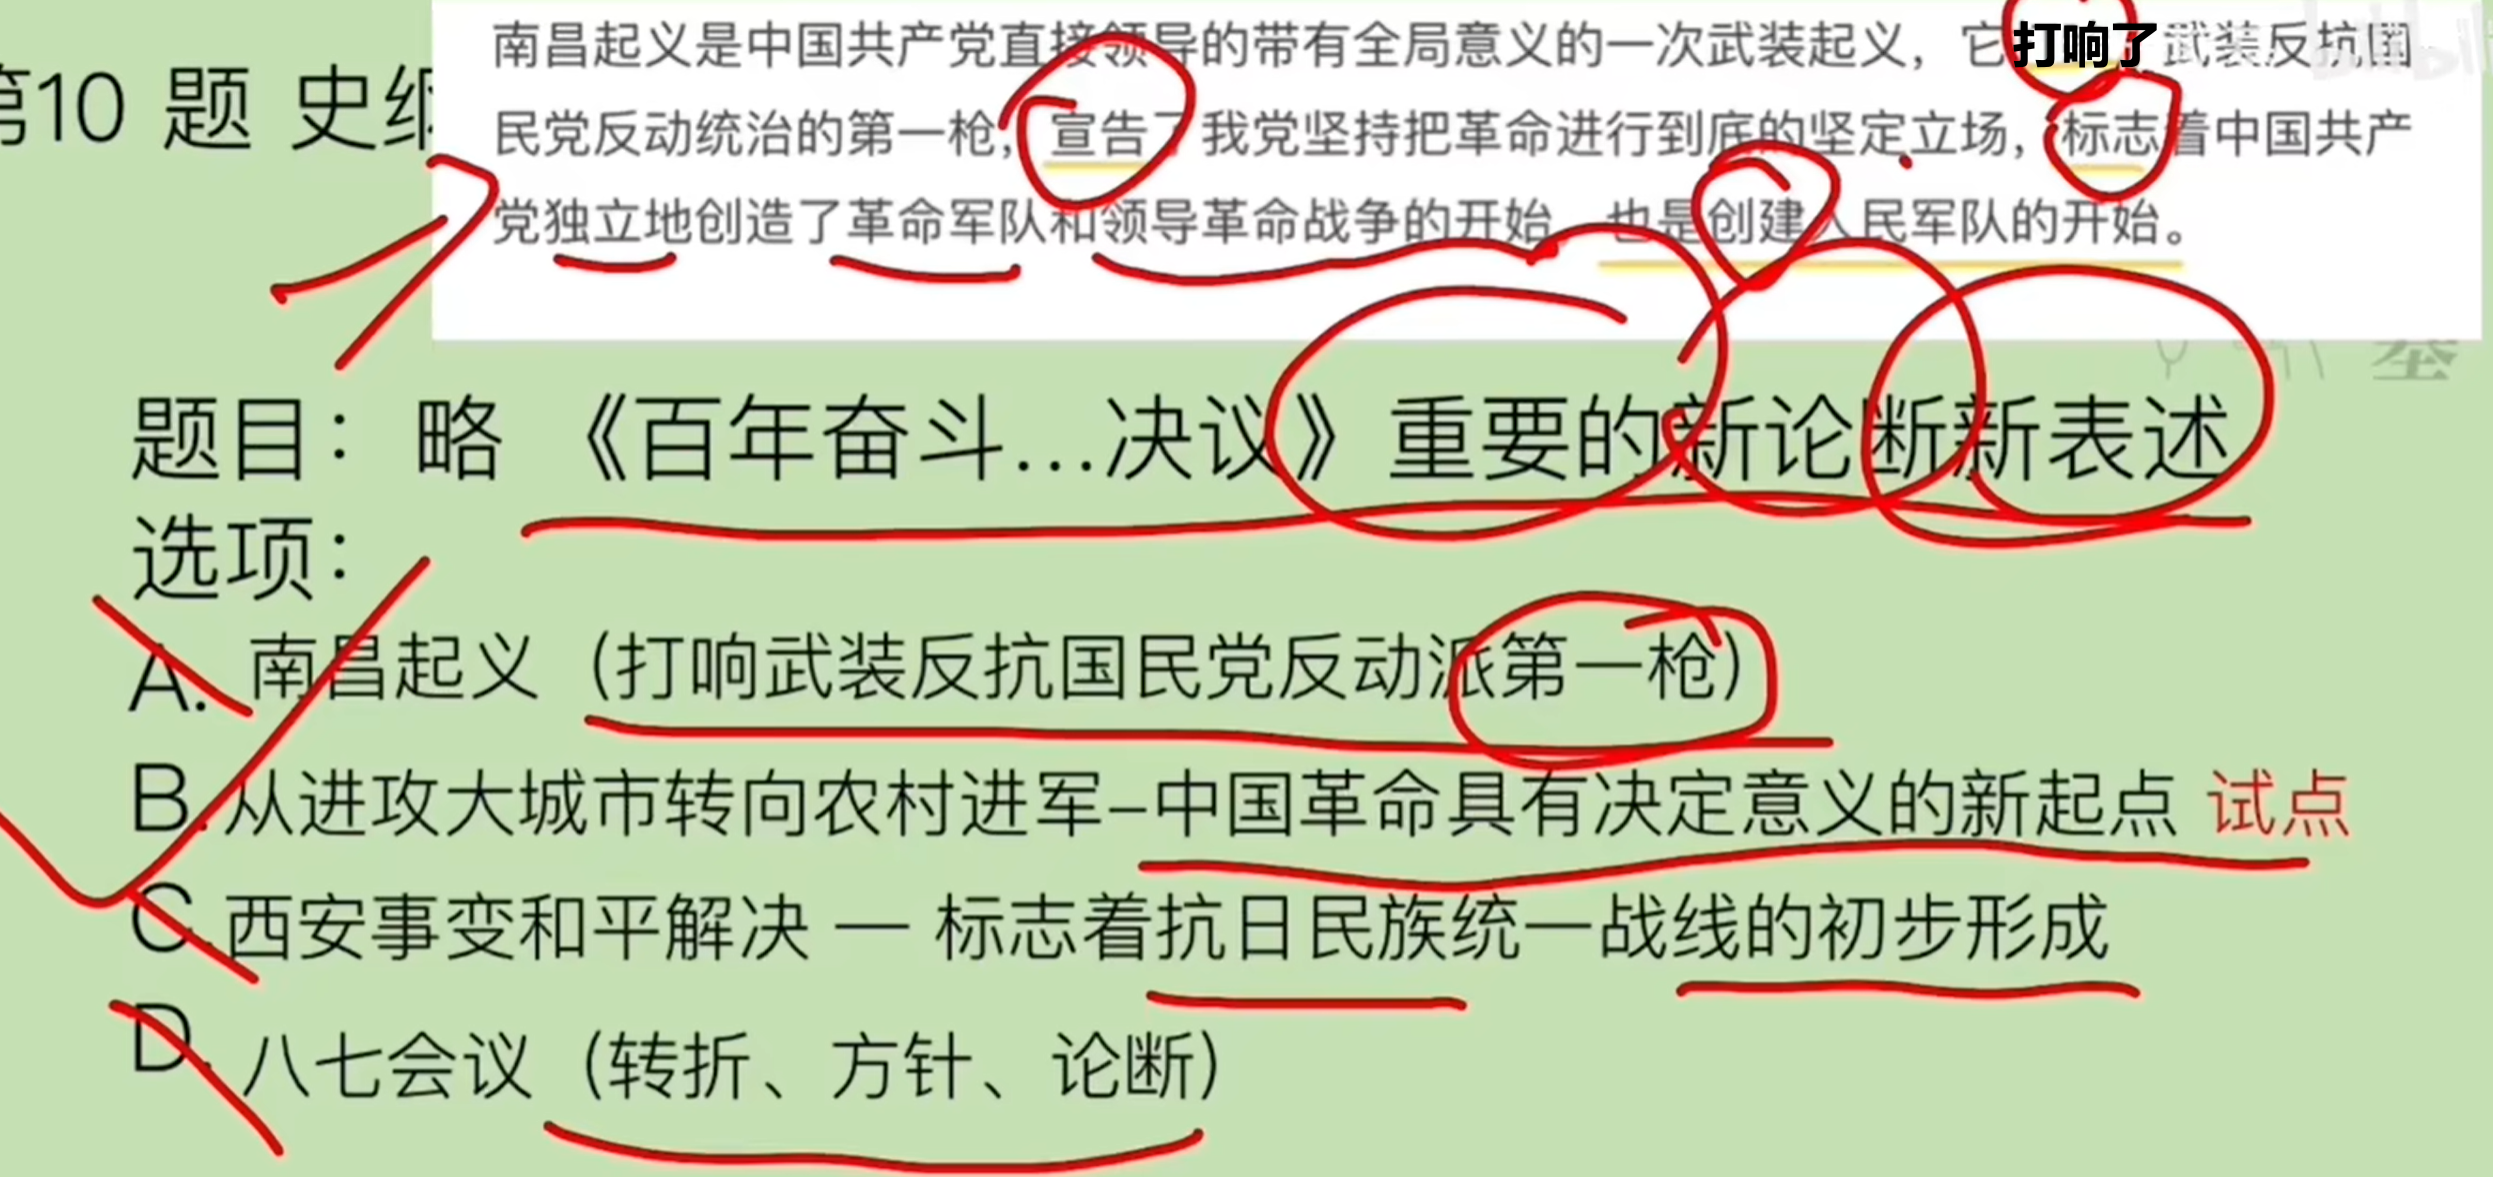 第10 题 史纲
南昌起义是中国共产党直接领导的带有全局意义的一次武装起义，它打响了武装反抗国
民党反动统治的第一枪，宣告了我党坚持把革命进行到底的坚定立场，标志着中国共产
党独立地创造了革命军队和领导革命战争的开始，也是创建人民军队的开始。
题目：略 《百年奋斗…决议》重要的新论断新表述
选项：
A. 南昌起义（打响武装反抗国民党反动派第一枪）
B. 从进攻大城市转向农村进军–中国革命具有决定意义的新起点 试点
C. 西安事变和平解决 — 标志着抗日民族统一战线的初步形成
D. 八七会议（转折、方针、论断）